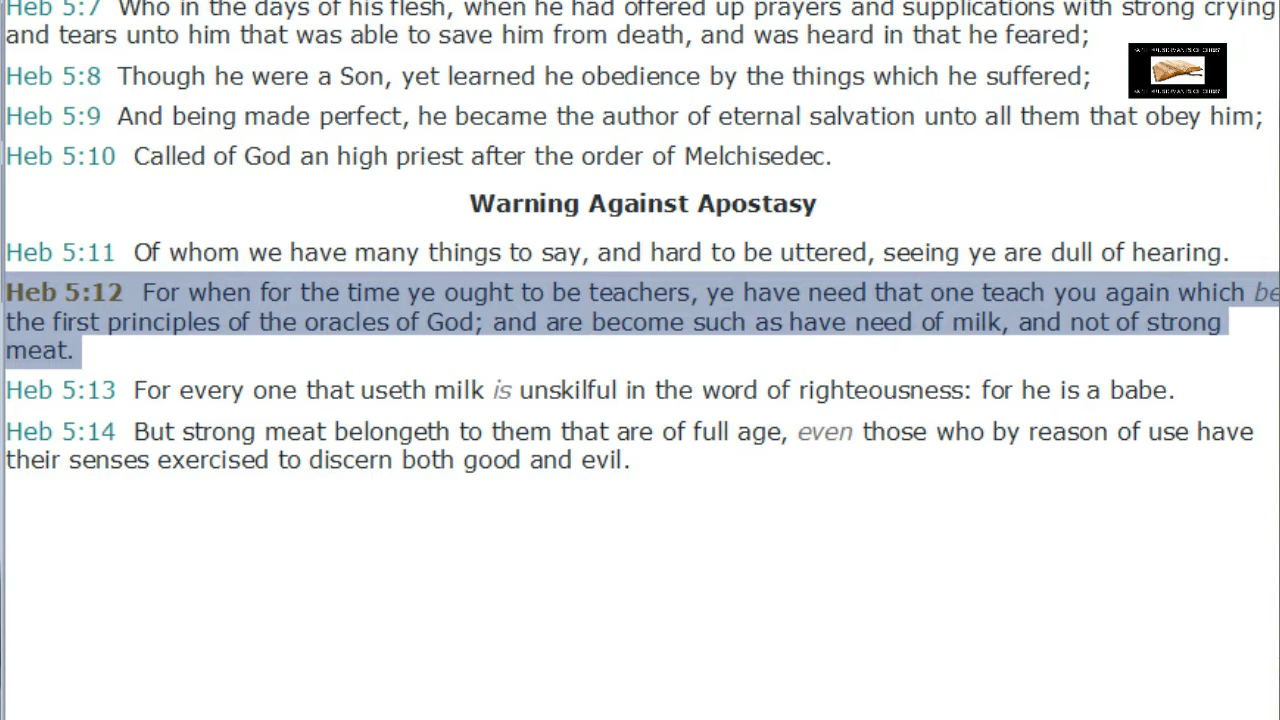 Heb 5:7 Who in the days of his flesh, when he had offered up prayers and supplications with strong crying
and tears unto him that was able to save him from death, and was heard in that he feared;
Heb 5:8 Though he were a Son, yet learned he obedience by the things which he suffered;
Heb 5:9 And being made perfect, he became the author of eternal salvation unto all them that obey him;
Heb 5:10 Called of God an high priest after the order of Melchisedec.
Warning Against Apostasy
Heb 5:11 Of whom we have many things to say, and hard to be uttered, seeing ye are dull of hearing.
Heb 5:12 For when for the time ye ought to be teachers, ye have need that one teach you again which be
the first principles of the oracles of God; and are become such as have need of milk, and not of strong
meat.
Heb 5:13 For every one that useth milk is unskilful in the word of righteousness: for he is a babe.
Heb 5:14 But strong meat belongeth to them that are of full age, even those who by reason of use have
their senses exercised to discern both good and evil.